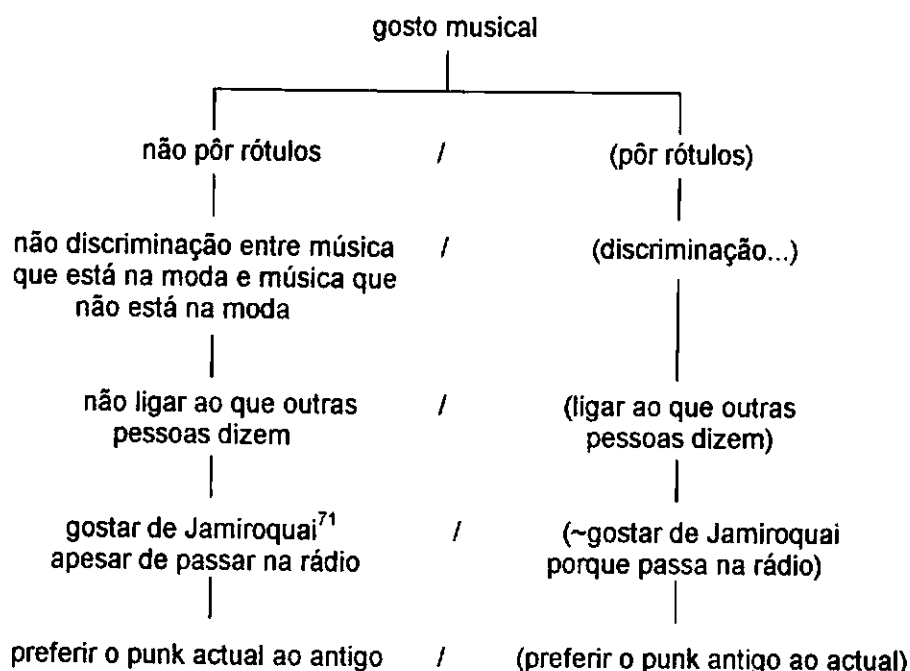 gosto musical
não pôr rótulos / (pôr rótulos)
não discriminação entre música / (discriminação...)
que está na moda e música que
não está na moda
não ligar ao que outras / (ligar ao que outras
pessoas dizem pessoas dizem)
gostar de Jamiroquai71 / (~gostar de Jamiroquai
apesar de passar na rádio porque passa na rádio)
preferir o punk actual ao antigo / (preferir o punk antigo ao actual)